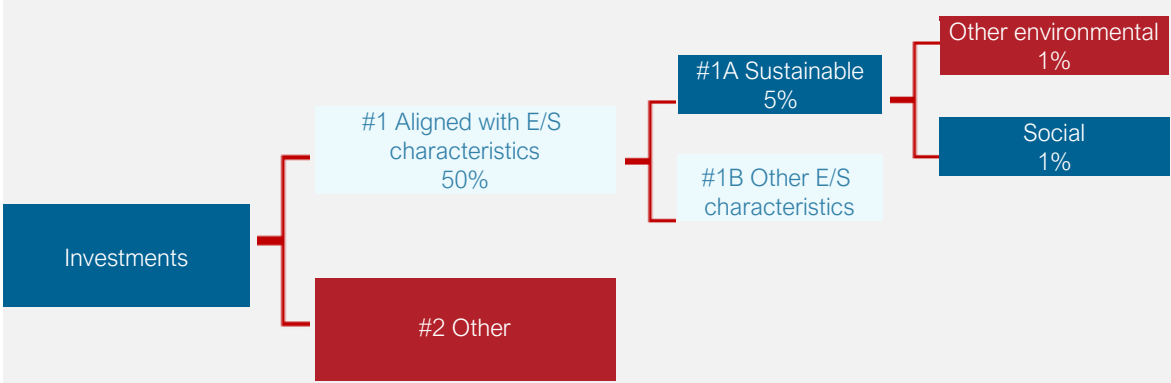 Investments
#1 Aligned with E/S
characteristics
50%
#2 Other
#1A Sustainable
5%
#1B Other E/S
characteristics
Other environmental
1%
Social
1%